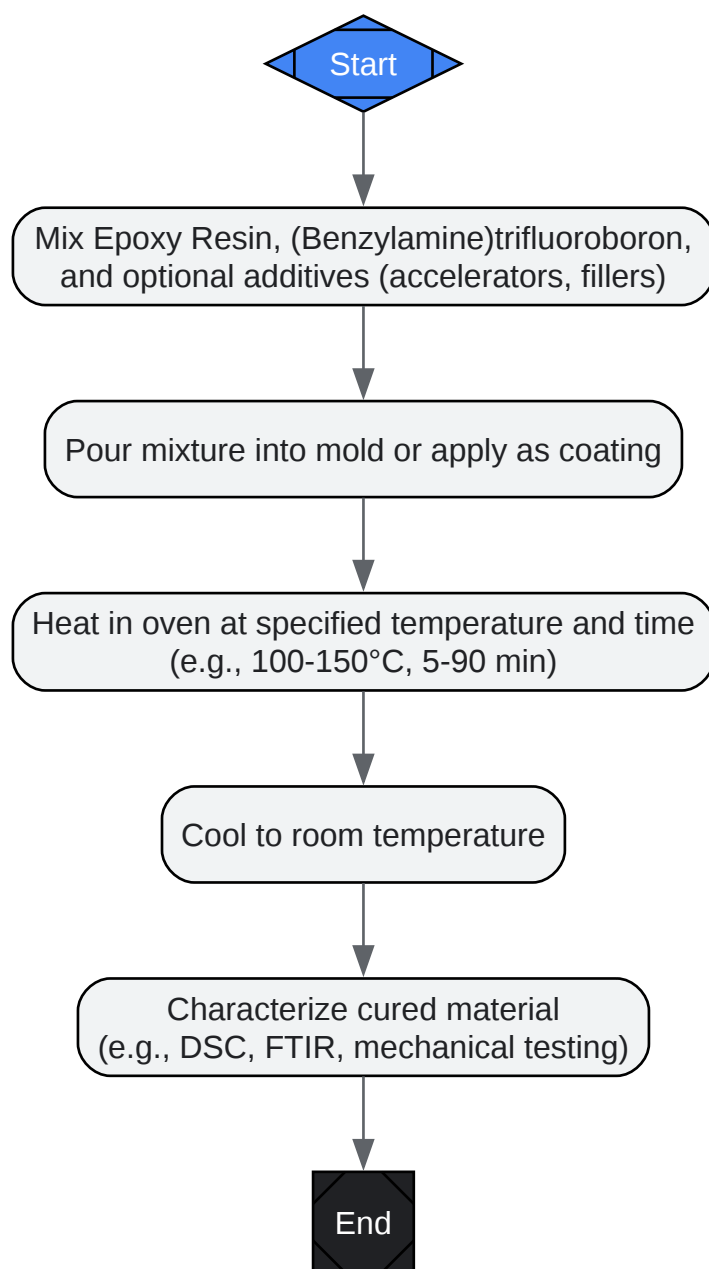 Start
Mix Epoxy Resin, (Benzylamine)trifluoroboron,
and optional additives (accelerators, fillers)
Pour mixture into mold or apply as coating
Heat in oven at specified temperature and time
(e.g., 100-150°C, 5-90 min)
Cool to room temperature
Characterize cured material
(e.g., DSC, FTIR, mechanical testing)
End